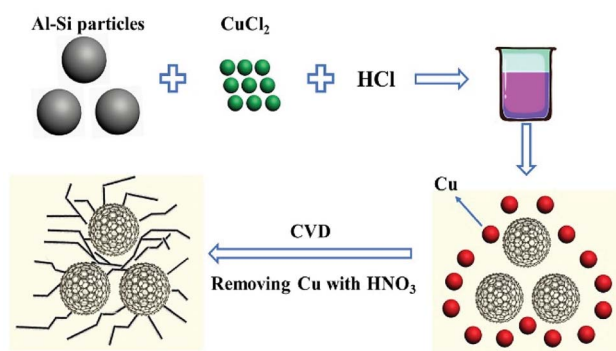 Al-Si particles
CuCl₂
HCl
Cu
CVD
Removing Cu with HNO₃